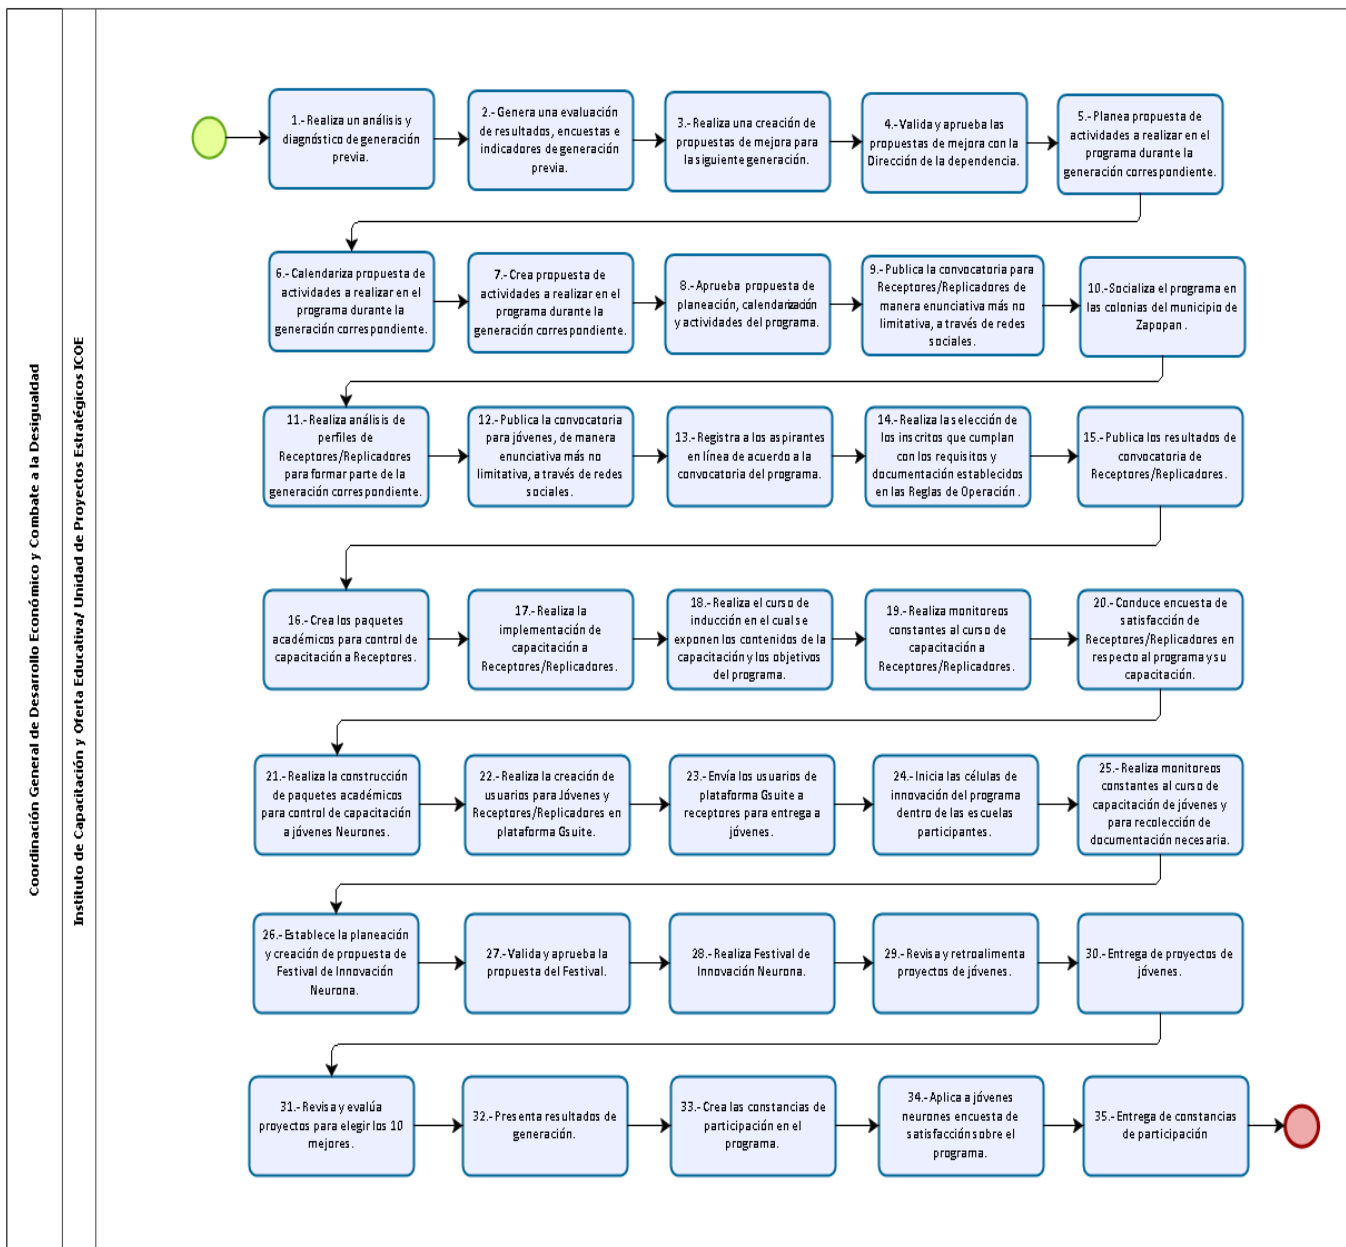 Coordinación General de Desarrollo Económico y Combate a la Desigualdad
Instituto de Capacitación y Oferta Educativa/ Unidad de Proyectos Estratégicos ICOE
1.- Realiza un análisis y
diagnóstico de generación
previa.
2.- Genera una evaluación
de resultados, encuestas e
indicadores de generación
previa.
3.- Realiza una creación de
propuestas de mejora para
la siguiente generación.
4.- Valida y aprueba las
propuestas de mejora con la
Dirección de la dependencia.
5.- Planea propuesta de
actividades a realizar en el
programa durante la
generación correspondiente.
6.- Calendariza propuesta de
actividades a realizar en el
programa durante la
generación correspondiente.
7.- Crea propuesta de
actividades a realizar en el
programa durante la
generación correspondiente.
8.- Aprueba propuesta de
planeación, calendarización
y actividades del programa.
9.- Publica la convocatoria para
Receptores/Replicadores de
manera enunciativa más no
limitativa, a través de redes
sociales.
10.-Socializa el programa en
las colonias del municipio de
Zapopan .
11.- Realiza análisis de
perfiles de
Receptores/Replicadores
para formar parte de la
generación correspondiente.
12.- Publica la convocatoria
para jóvenes, de manera
enunciativa más no
limitativa, a través de redes
sociales.
13.- Registra a los aspirantes
en línea de acuerdo a la
convocatoria del programa.
14.- Realiza la selección de
los inscritos que cumplan
con los requisitos y
documentación establecidos
en las Reglas de Operación .
15.- Publica los resultados de
convocatoria de
Receptores/Replicadores.
16.- Crea los paquetes
académicos para control de
capacitación a Receptores.
17.- Realiza la
implementación de
capacitación a
Receptores/Replicadores.
18.- Realiza el curso de
inducción en el cual se
exponen los contenidos de la
capacitación y los objetivos
del programa.
19.- Realiza monitoreos
constantes al curso de
capacitación a
Receptores/Replicadores.
20.- Conduce encuesta de
satisfacción de
Receptores/Replicadores en
respecto al programa y su
capacitación.
21.- Realiza la construcción
de paquetes académicos
para control de capacitación
a jóvenes Neurones.
22.- Realiza la creación de
usuarios para Jóvenes y
Receptores/Replicadores en
plataforma Gsuite.
23.- Envía los usuarios de
plataforma Gsuite a
receptores para entrega a
jóvenes.
24.- Inicia las células de
innovación del programa
dentro de las escuelas
participantes.
25.- Realiza monitoreos
constantes al curso de
capacitación de jóvenes y
para recolección de
documentación necesaria.
26.- Establece la planeación
y creación de propuesta de
Festival de Innovación
Neurona.
27.- Valida y aprueba la
propuesta del Festival.
28.- Realiza Festival de
Innovación Neurona.
29.- Revisa y retroalimenta
proyectos de jóvenes.
30.- Entrega de proyectos de
jóvenes.
31.- Revisa y evalúa
proyectos para elegir los 10
mejores.
32.- Presenta resultados de
generación.
33.- Crea las constancias de
participación en el
programa.
34.- Aplica a jóvenes
neurones encuesta de
satisfacción sobre el
programa.
35.- Entrega de constancias
de participación